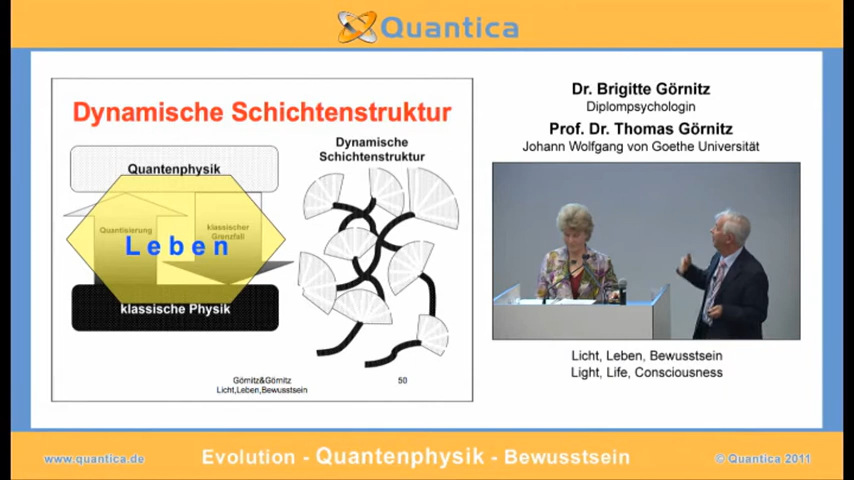 Quantica
Dynamische Schichtenstruktur
Quantenphysik
Quantisierung
klassischer
Grenzfall
Leben
klassische Physik
Dynamische
Schichtenstruktur
Görnitz&Görnitz
Licht,Leben,Bewusstsein
50
Dr. Brigitte Görnitz
Diplompsychologin
Prof. Dr. Thomas Görnitz
Johann Wolfgang von Goethe Universität
Licht, Leben, Bewusstsein
Light, Life, Consciousness
www.quantica.de
Evolution - Quantenphysik - Bewusstsein
© Quantica 2011